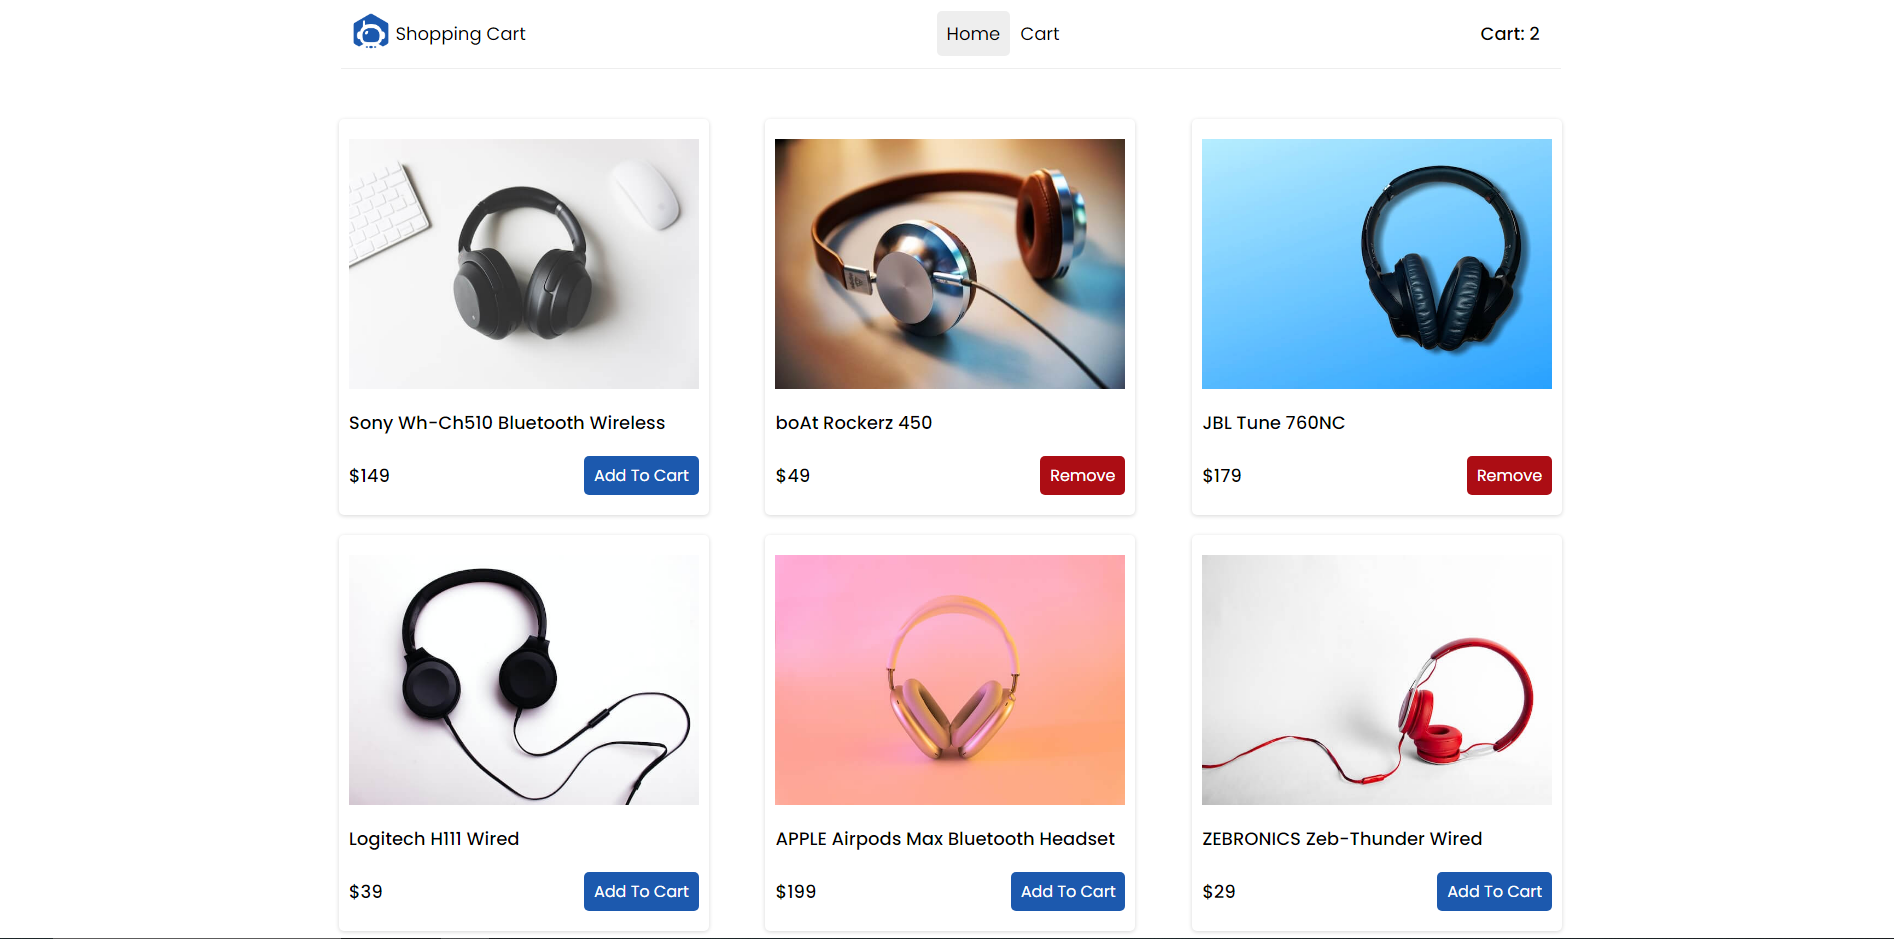 Shopping Cart
Home
Cart
Cart: 2
Sony Wh-Ch510 Bluetooth Wireless
$149
Add To Cart
boAt Rockerz 450
$49
Remove
JBL Tune 760NC
$179
Remove
Logitech H111 Wired
$39
Add To Cart
APPLE Airpods Max Bluetooth Headset
$199
Add To Cart
ZEBRONICS Zeb-Thunder Wired
$29
Add To Cart